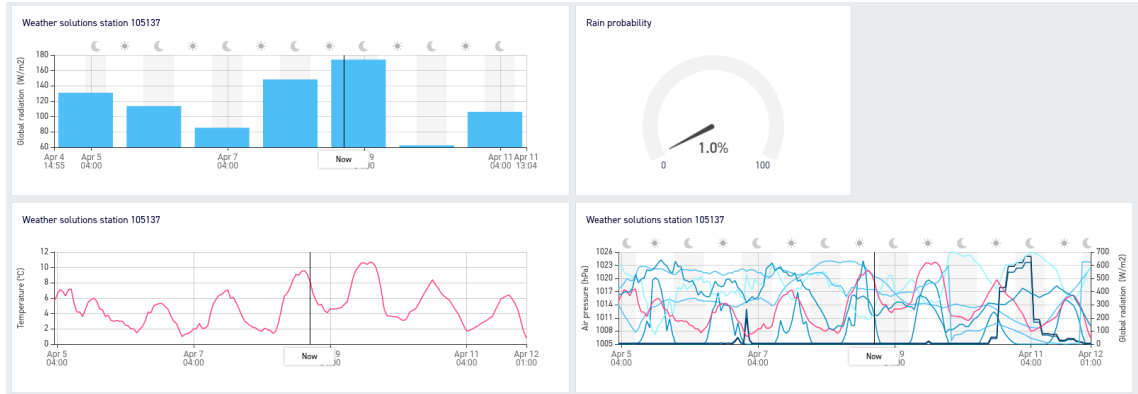 Weather solutions station 105137
Global radiation (W/m2)
180
160
140
120
100
80
60
Apr 4 14:55
Apr 5 04:00
Apr 7 04:00
Now
9
Apr 11 04:00
Apr 11 13:04
Rain probability
1.0%
0
100
Weather solutions station 105137
Temperature (°C)
12
10
8
6
4
2
0
Apr 5 04:00
Apr 7 04:00
Now
9
Apr 11 04:00
Apr 12 01:00
Weather solutions station 105137
Air pressure (hPa)
1026
1023
1020
1017
1014
1011
1008
1005
700
600
500
400
300
200
100
0
Global radiation (W/m2)
Apr 5 04:00
Apr 7 04:00
Now
9
Apr 11 04:00
Apr 12 01:00